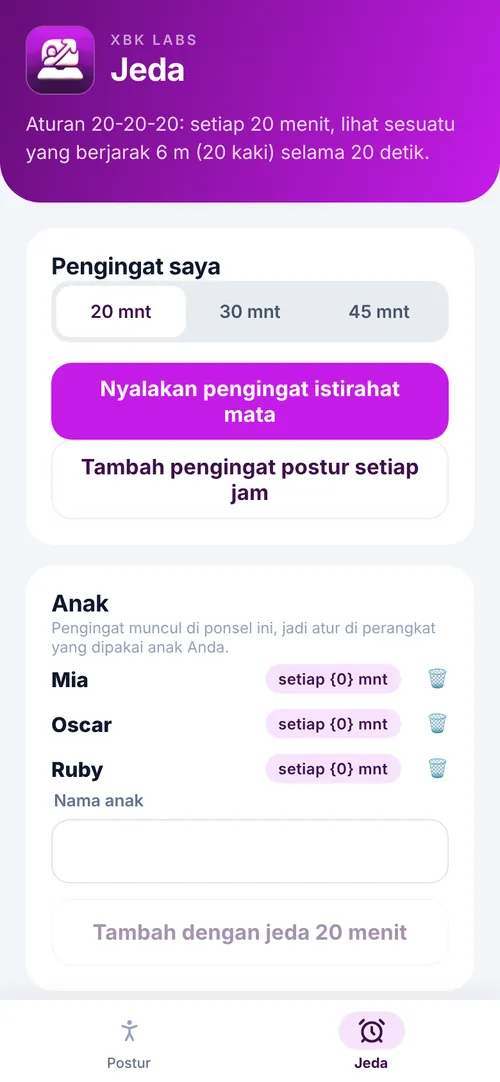 XBK LABS
Jeda
Aturan 20-20-20: setiap 20 menit, lihat sesuatu
yang berjarak 6 m (20 kaki) selama 20 detik.
Pengingat saya
20 mnt
30 mnt
45 mnt
Nyalakan pengingat istirahat
mata
Tambah pengingat postur setiap
jam
Anak
Pengingat muncul di ponsel ini, jadi atur di perangkat
yang dipakai anak Anda.
Mia
setiap {0} mnt
Oscar
setiap {0} mnt
Ruby
setiap {0} mnt
Nama anak
Tambah dengan jeda 20 menit
Postur
Jeda